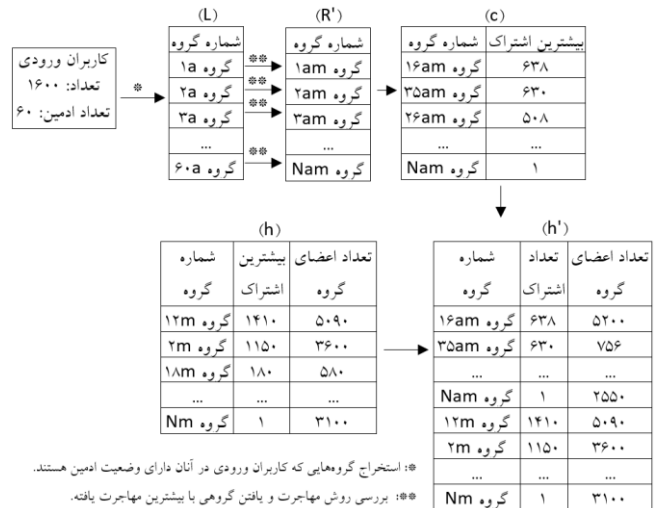 (L)
(R')
(c)
کاربران ورودی
تعداد: ۱۶۰۰
تعداد ادمین: ۶۰
※
شماره گروه
گروه ۱a
گروه ۲a
گروه ۳a
...
گروه ۶۰a
※※
※※
※※
※※
شماره گروه
گروه ۱am
گروه ۲am
گروه ۳am
...
گروه Nam
شماره گروه بیشترین اشتراک
گروه ۱۶am ۶۳۸
گروه ۳۵am ۶۳۰
گروه ۲۶am ۵۰۸
... ...
گروه Nam ۱
(h)
شماره گروه
بیشترین اشتراک
تعداد اعضای گروه
گروه ۱۲m ۱۴۱۰ ۵۰۹۰
گروه ۲m ۱۱۵۰ ۳۶۰۰
گروه ۱۸m ۱۸۰ ۵۸۰
... ... ...
گروه Nm ۱ ۳۱۰۰
(h')
شماره گروه
تعداد اشتراک
تعداد اعضای گروه
گروه ۱۶am ۶۳۸ ۵۲۰۰
گروه ۳۵am ۶۳۰ ۷۵۶
... ... ...
گروه Nam ۱ ۲۵۵۰
گروه ۱۲m ۱۴۱۰ ۵۰۹۰
گروه ۲m ۱۱۵۰ ۳۶۰۰
... ... ...
گروه Nm ۱ ۳۱۰۰
※: استخراج گروه‌هایی که کاربران ورودی در آنان دارای وضعیت ادمین هستند.
※※: بررسی روش مهاجرت و یافتن گروهی با بیشترین مهاجرت یافته.